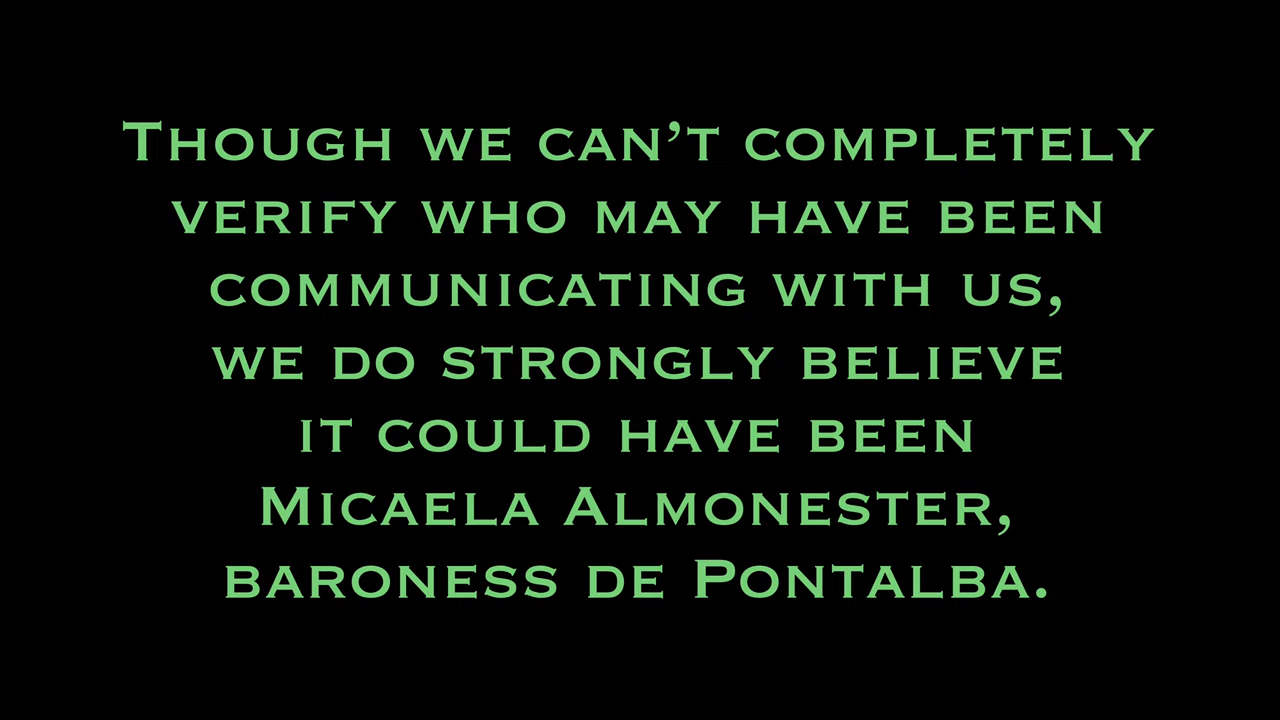 Though we can’t completely
verify who may have been
communicating with us,
we do strongly believe
it could have been
Micaela Almonester,
baroness de Pontalba.